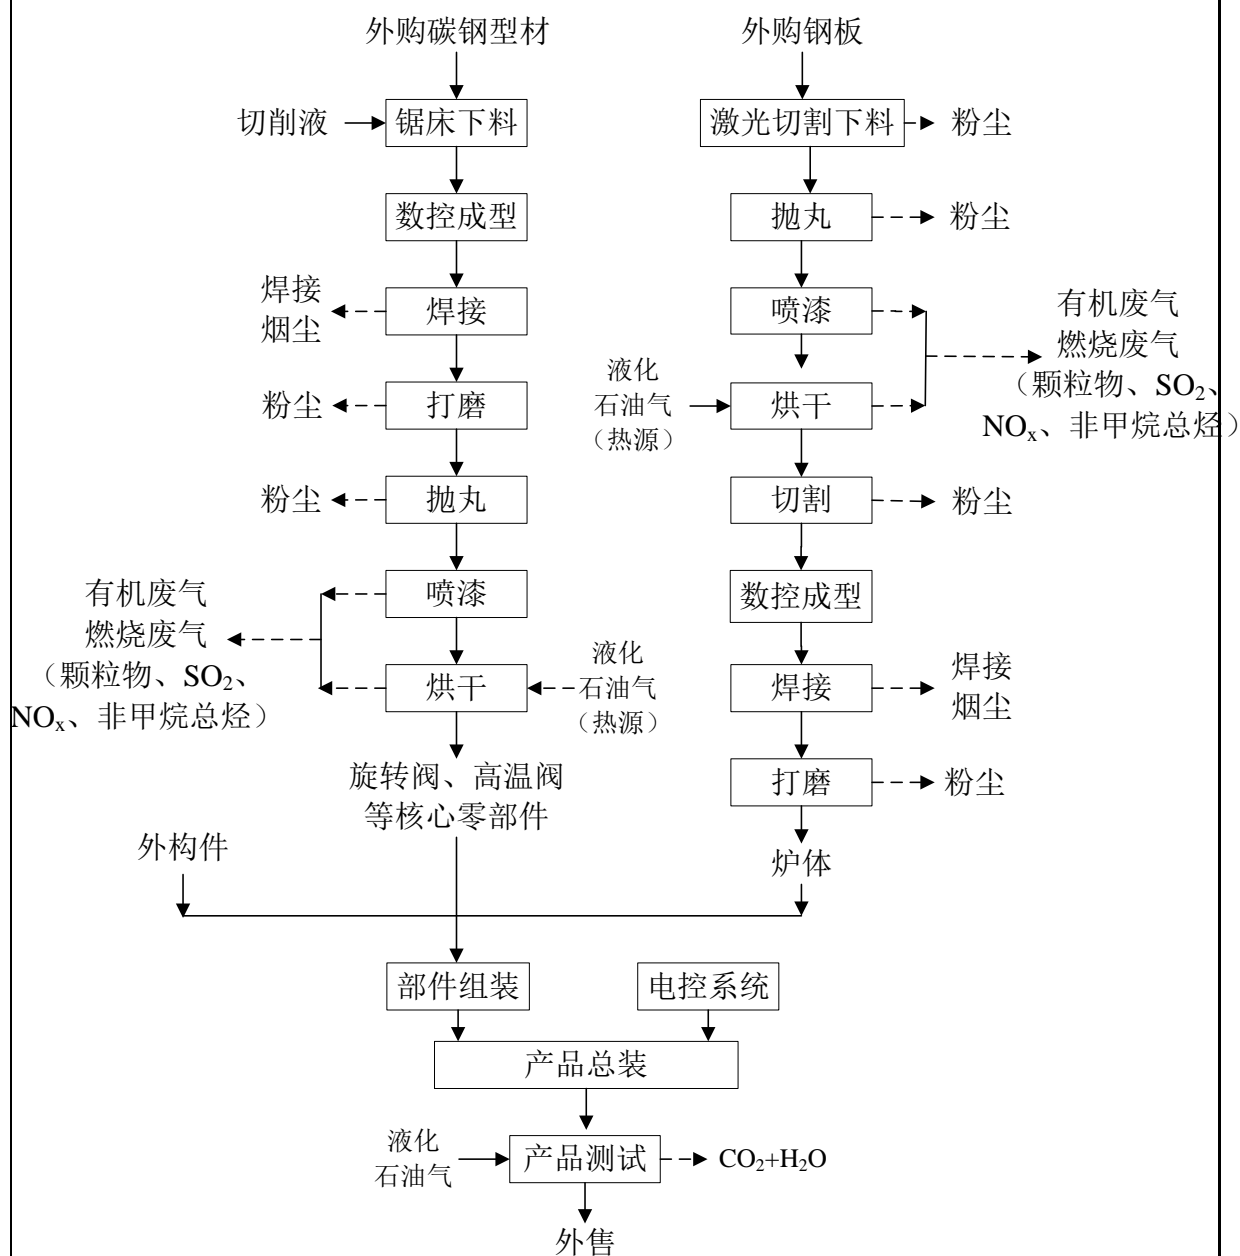 外购碳钢型材
外购钢板
切削液
锯床下料
激光切割下料
粉尘
数控成型
抛丸
粉尘
焊接
烟尘
焊接
喷漆
有机废气
燃烧废气
（颗粒物、SO₂、
NOₓ、非甲烷总烃）
粉尘
打磨
液化
石油气
（热源）
烘干
粉尘
抛丸
切割
粉尘
有机废气
燃烧废气
（颗粒物、SO₂、
NOₓ、非甲烷总烃）
喷漆
数控成型
烘干
液化
石油气
（热源）
焊接
焊接
烟尘
旋转阀、高温阀
等核心零部件
打磨
粉尘
外构件
炉体
部件组装
电控系统
产品总装
液化
石油气
产品测试
CO₂+H₂O
外售